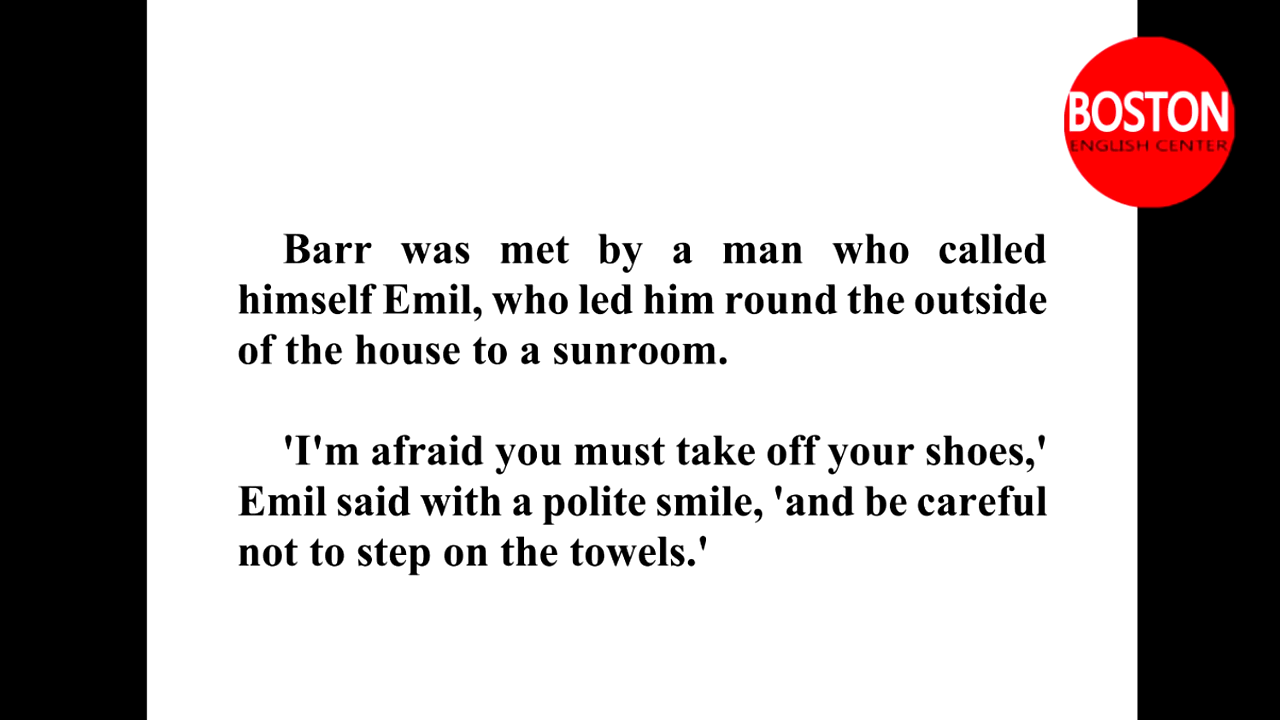 BOSTON
ENGLISH CENTER
Barr was met by a man who called
himself Emil, who led him round the outside
of the house to a sunroom.
'I'm afraid you must take off your shoes,'
Emil said with a polite smile, 'and be careful
not to step on the towels.'